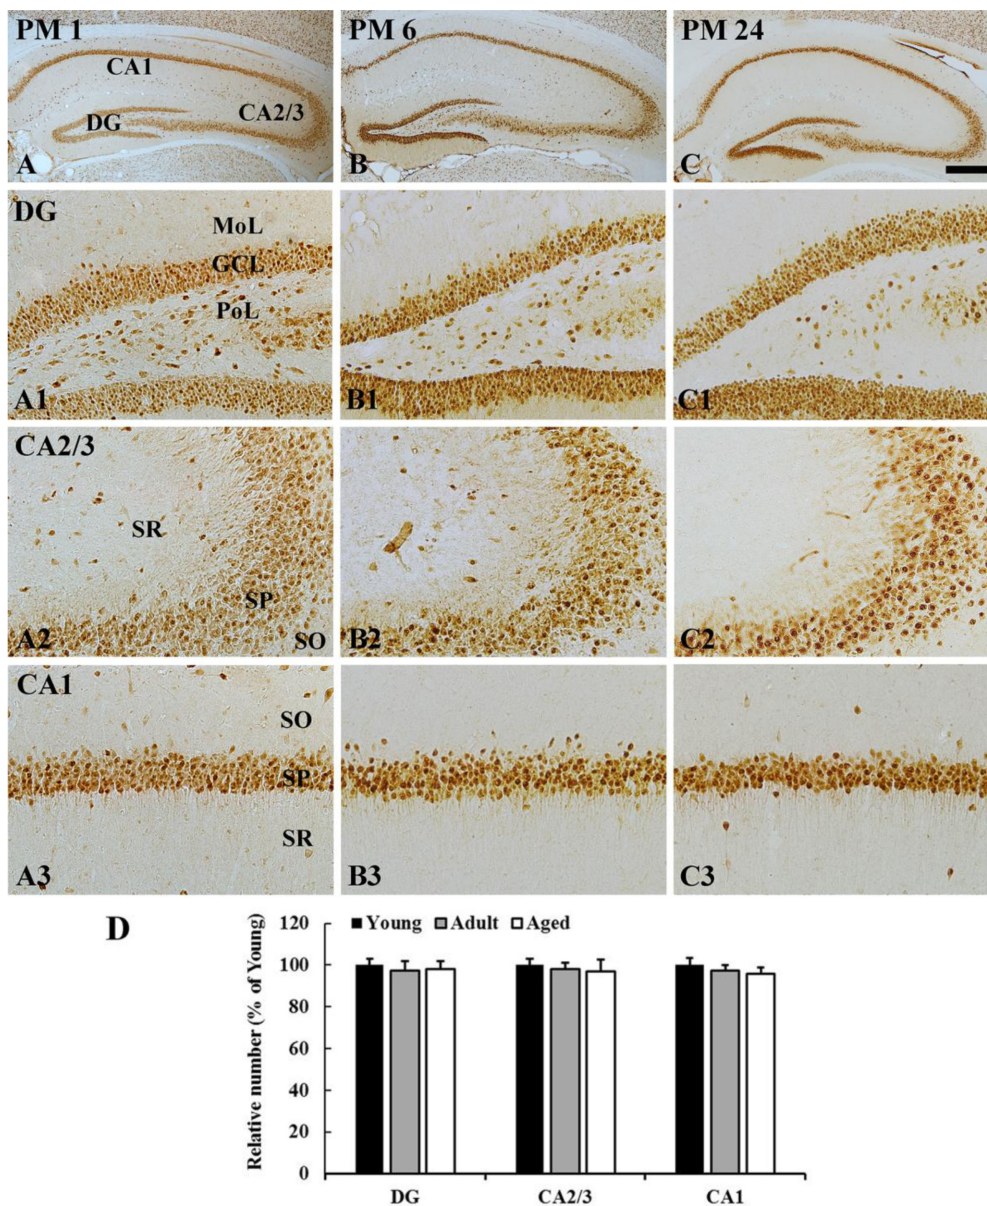 PM 1
PM 6
PM 24
CA1
CA2/3
DG
A
B
C
DG
MoL
GCL
PoL
A1
B1
C1
CA2/3
SR
SP
SO
A2
B2
C2
CA1
SO
SP
SR
A3
B3
C3
D
Relative number (% of Young)
120
100
80
60
40
20
0
Young Adult Aged
DG CA2/3 CA1